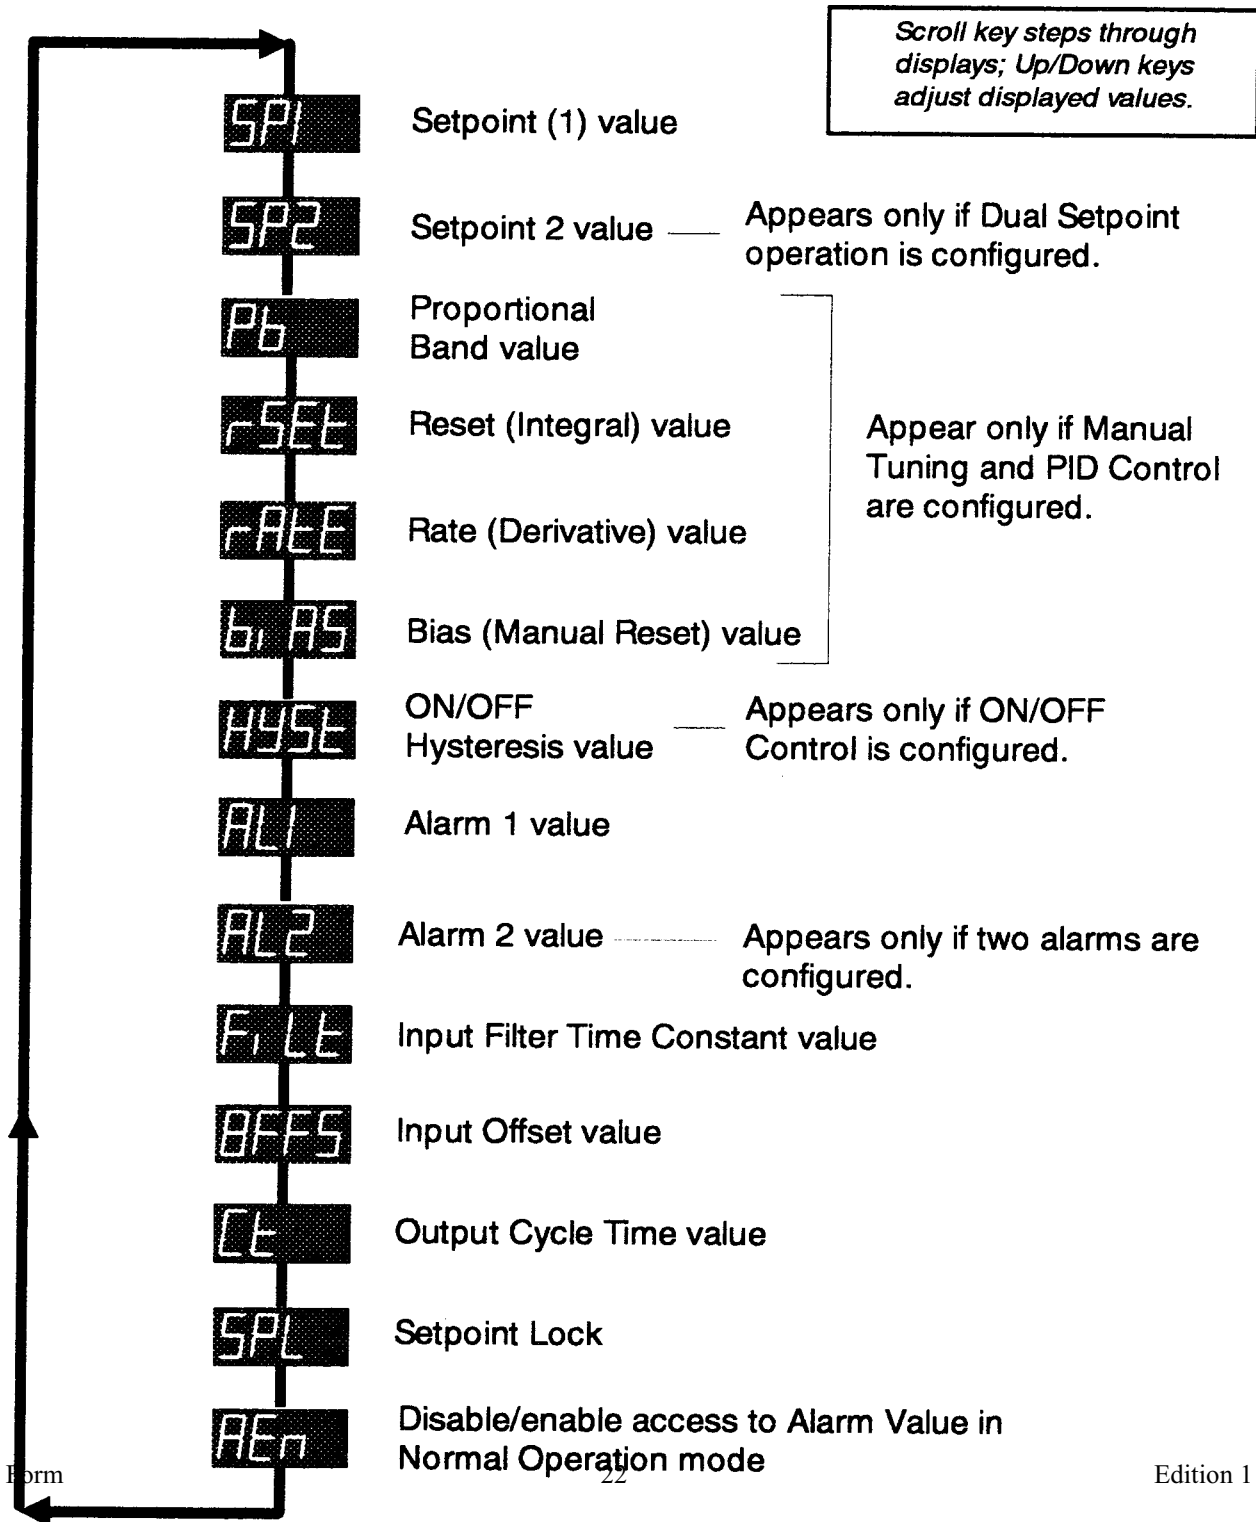 Scroll key steps through
displays; Up/Down keys
adjust displayed values.
SP1 Setpoint (1) value
SP2 Setpoint 2 value Appears only if Dual Setpoint
operation is configured.
Pb Proportional
Band value
rSEt Reset (Integral) value
Appear only if Manual
Tuning and PID Control
are configured.
rAtE Rate (Derivative) value
biAS Bias (Manual Reset) value
HySt ON/OFF
Hysteresis value
Appears only if ON/OFF
Control is configured.
AL1 Alarm 1 value
AL2 Alarm 2 value Appears only if two alarms are
configured.
FiLt Input Filter Time Constant value
OFFS Input Offset value
Ct Output Cycle Time value
SPL Setpoint Lock
AEn Disable/enable access to Alarm Value in
Normal Operation mode
Form 22 Edition 1